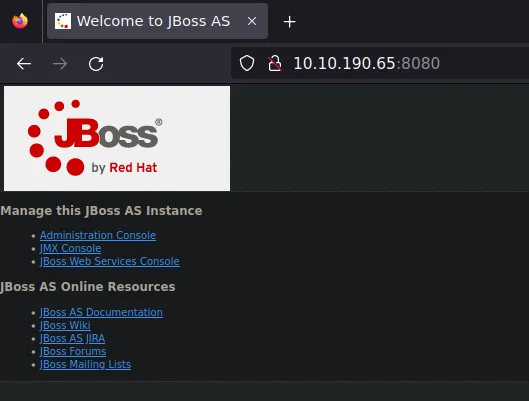 Welcome to JBoss AS
10.10.190.65:8080
JBoss®
by Red Hat
Manage this JBoss AS Instance
Administration Console
JMX Console
JBoss Web Services Console
JBoss AS Online Resources
JBoss AS Documentation
JBoss Wiki
JBoss AS JIRA
JBoss Forums
JBoss Mailing Lists